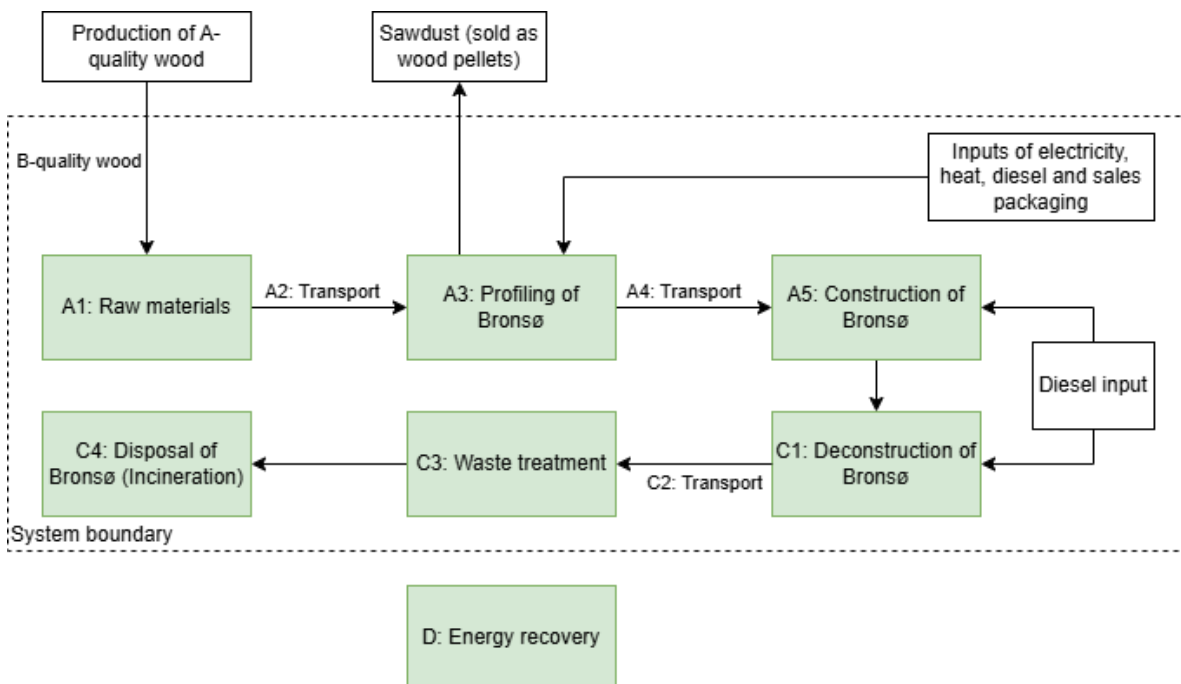 Production of A-
quality wood
Sawdust (sold as
wood pellets)
B-quality wood
Inputs of electricity,
heat, diesel and sales
packaging
A1: Raw materials
A2: Transport
A3: Profiling of
Bronsø
A4: Transport
A5: Construction of
Bronsø
Diesel input
C4: Disposal of
Bronsø (Incineration)
C3: Waste treatment
C2: Transport
C1: Deconstruction of
Bronsø
System boundary
D: Energy recovery